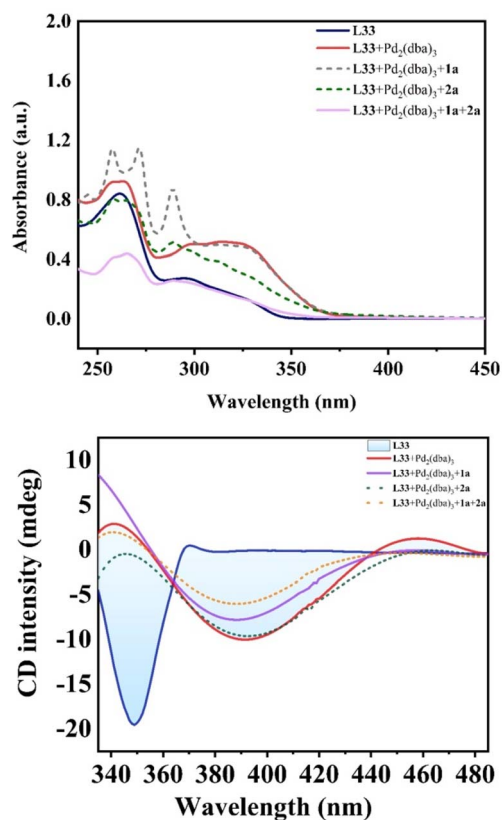 2.0
1.6
1.2
0.8
0.4
0.0
Absorbance (a.u.)
L33
L33+Pd₂(dba)₃
L33+Pd₂(dba)₃+1a
L33+Pd₂(dba)₃+2a
L33+Pd₂(dba)₃+1a+2a
250 300 350 400 450
Wavelength (nm)
10
5
0
-5
-10
-15
-20
CD intensity (mdeg)
L33
L33+Pd₂(dba)₃
L33+Pd₂(dba)₃+1a
L33+Pd₂(dba)₃+2a
L33+Pd₂(dba)₃+1a+2a
340 360 380 400 420 440 460 480
Wavelength (nm)